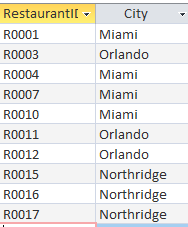 RestaurantID City
R0001 Miami
R0003 Orlando
R0004 Miami
R0007 Miami
R0010 Miami
R0011 Orlando
R0012 Orlando
R0015 Northridge
R0016 Northridge
R0017 Northridge